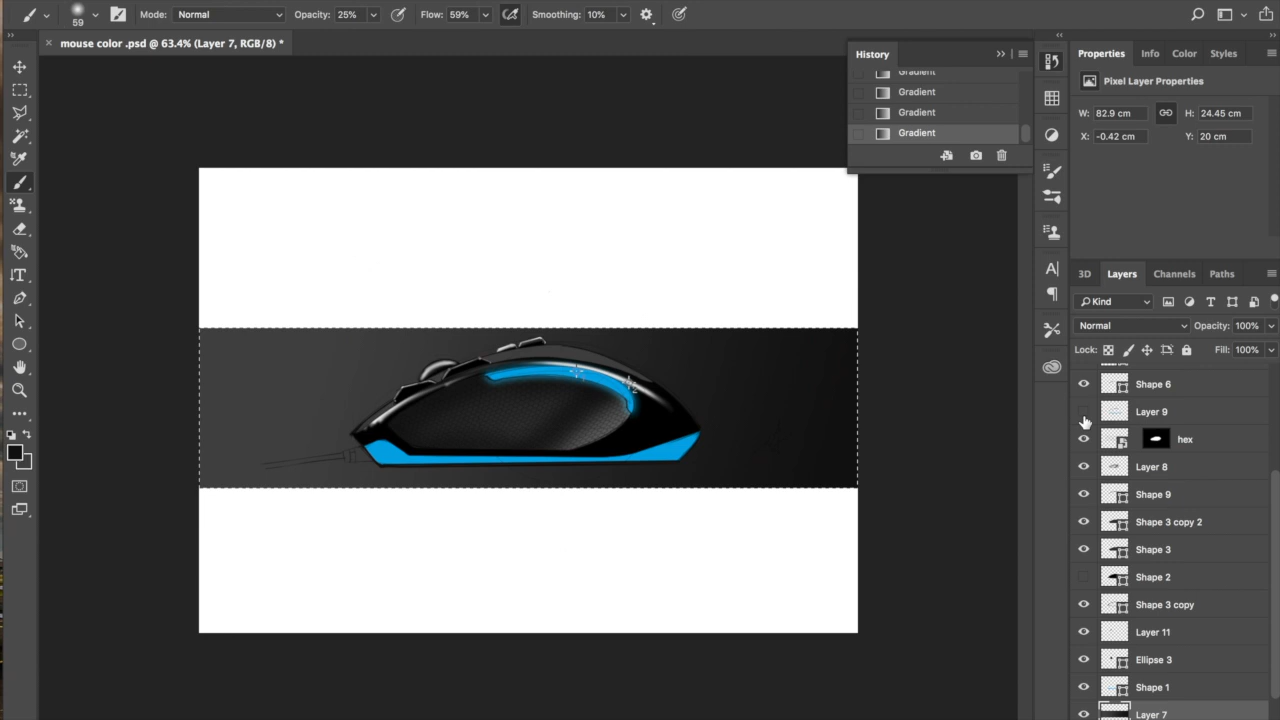 59 Mode: Normal Opacity: 25% Flow: 59% Smoothing: 10%
mouse color .psd @ 63.4% (Layer 7, RGB/8) *
History
Gradient
Gradient
Gradient
Gradient
Properties Info Color Styles
Pixel Layer Properties
W: 82.9 cm H: 24.45 cm
X: -0.42 cm Y: 20 cm
3D Layers Channels Paths
Kind
Normal Opacity: 100%
Lock: Fill: 100%
Shape 6
Layer 9
hex
Layer 8
Shape 9
Shape 3 copy 2
Shape 3
Shape 2
Shape 3 copy
Layer 11
Ellipse 3
Shape 1
Layer 7